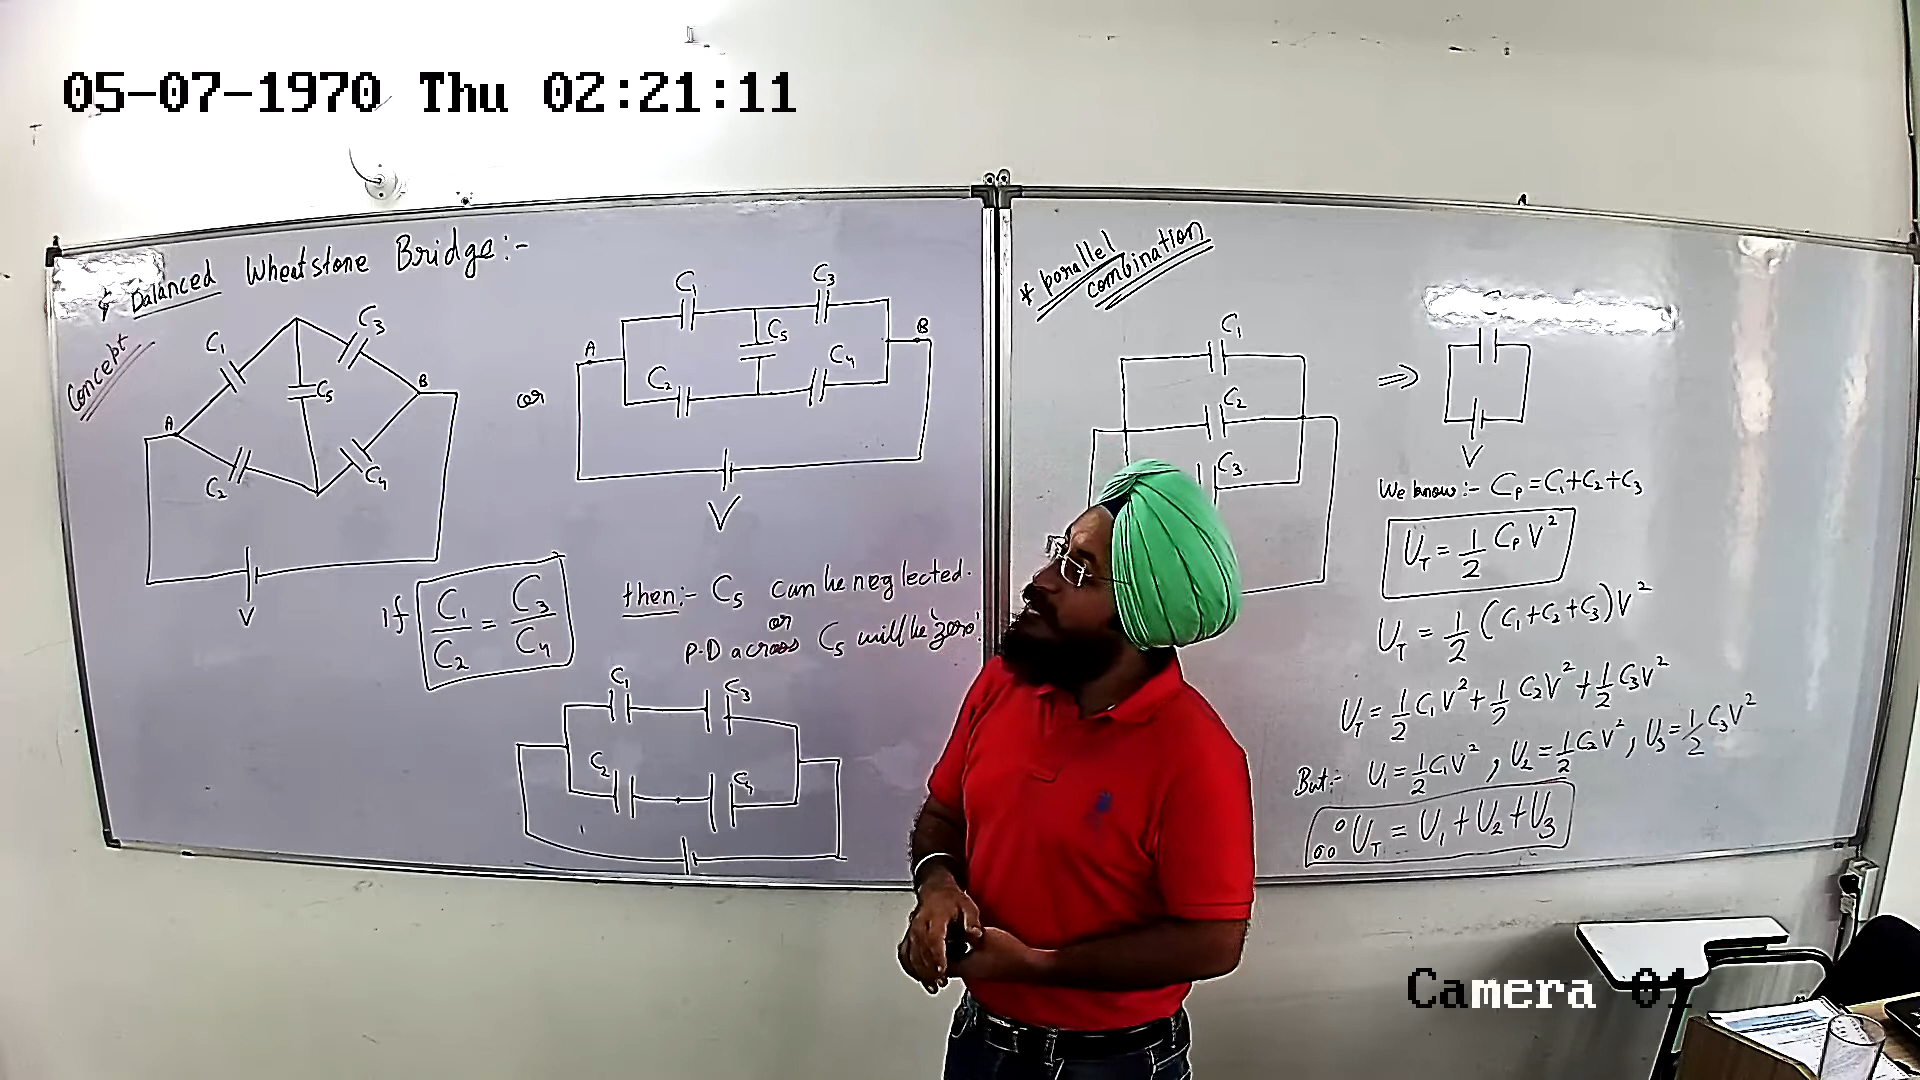 05-07-1970 Thu 02:21:11
Balanced Wheatstone Bridge:-
Concept
C1
C3
C5
A
B
C2
C4
V
or
C1
C3
C5
A
B
C2
C4
V
if C1/C2 = C3/C4
then:- C5 can be neglected.
or
P.D across C5 will be 'zero'.
C1
C3
C2
C4
* parallel
combination
C1
C2
C3
⇒
V
We know:- Cp = C1+C2+C3
UT = 1/2 Cp V²
UT = 1/2 (C1+C2+C3)V²
UT = 1/2 C1V² + 1/2 C2V² + 1/2 C3V²
But:- U1 = 1/2 C1V², U2 = 1/2 C2V², U3 = 1/2 C3V²
∴ UT = U1 + U2 + U3
Camera 01